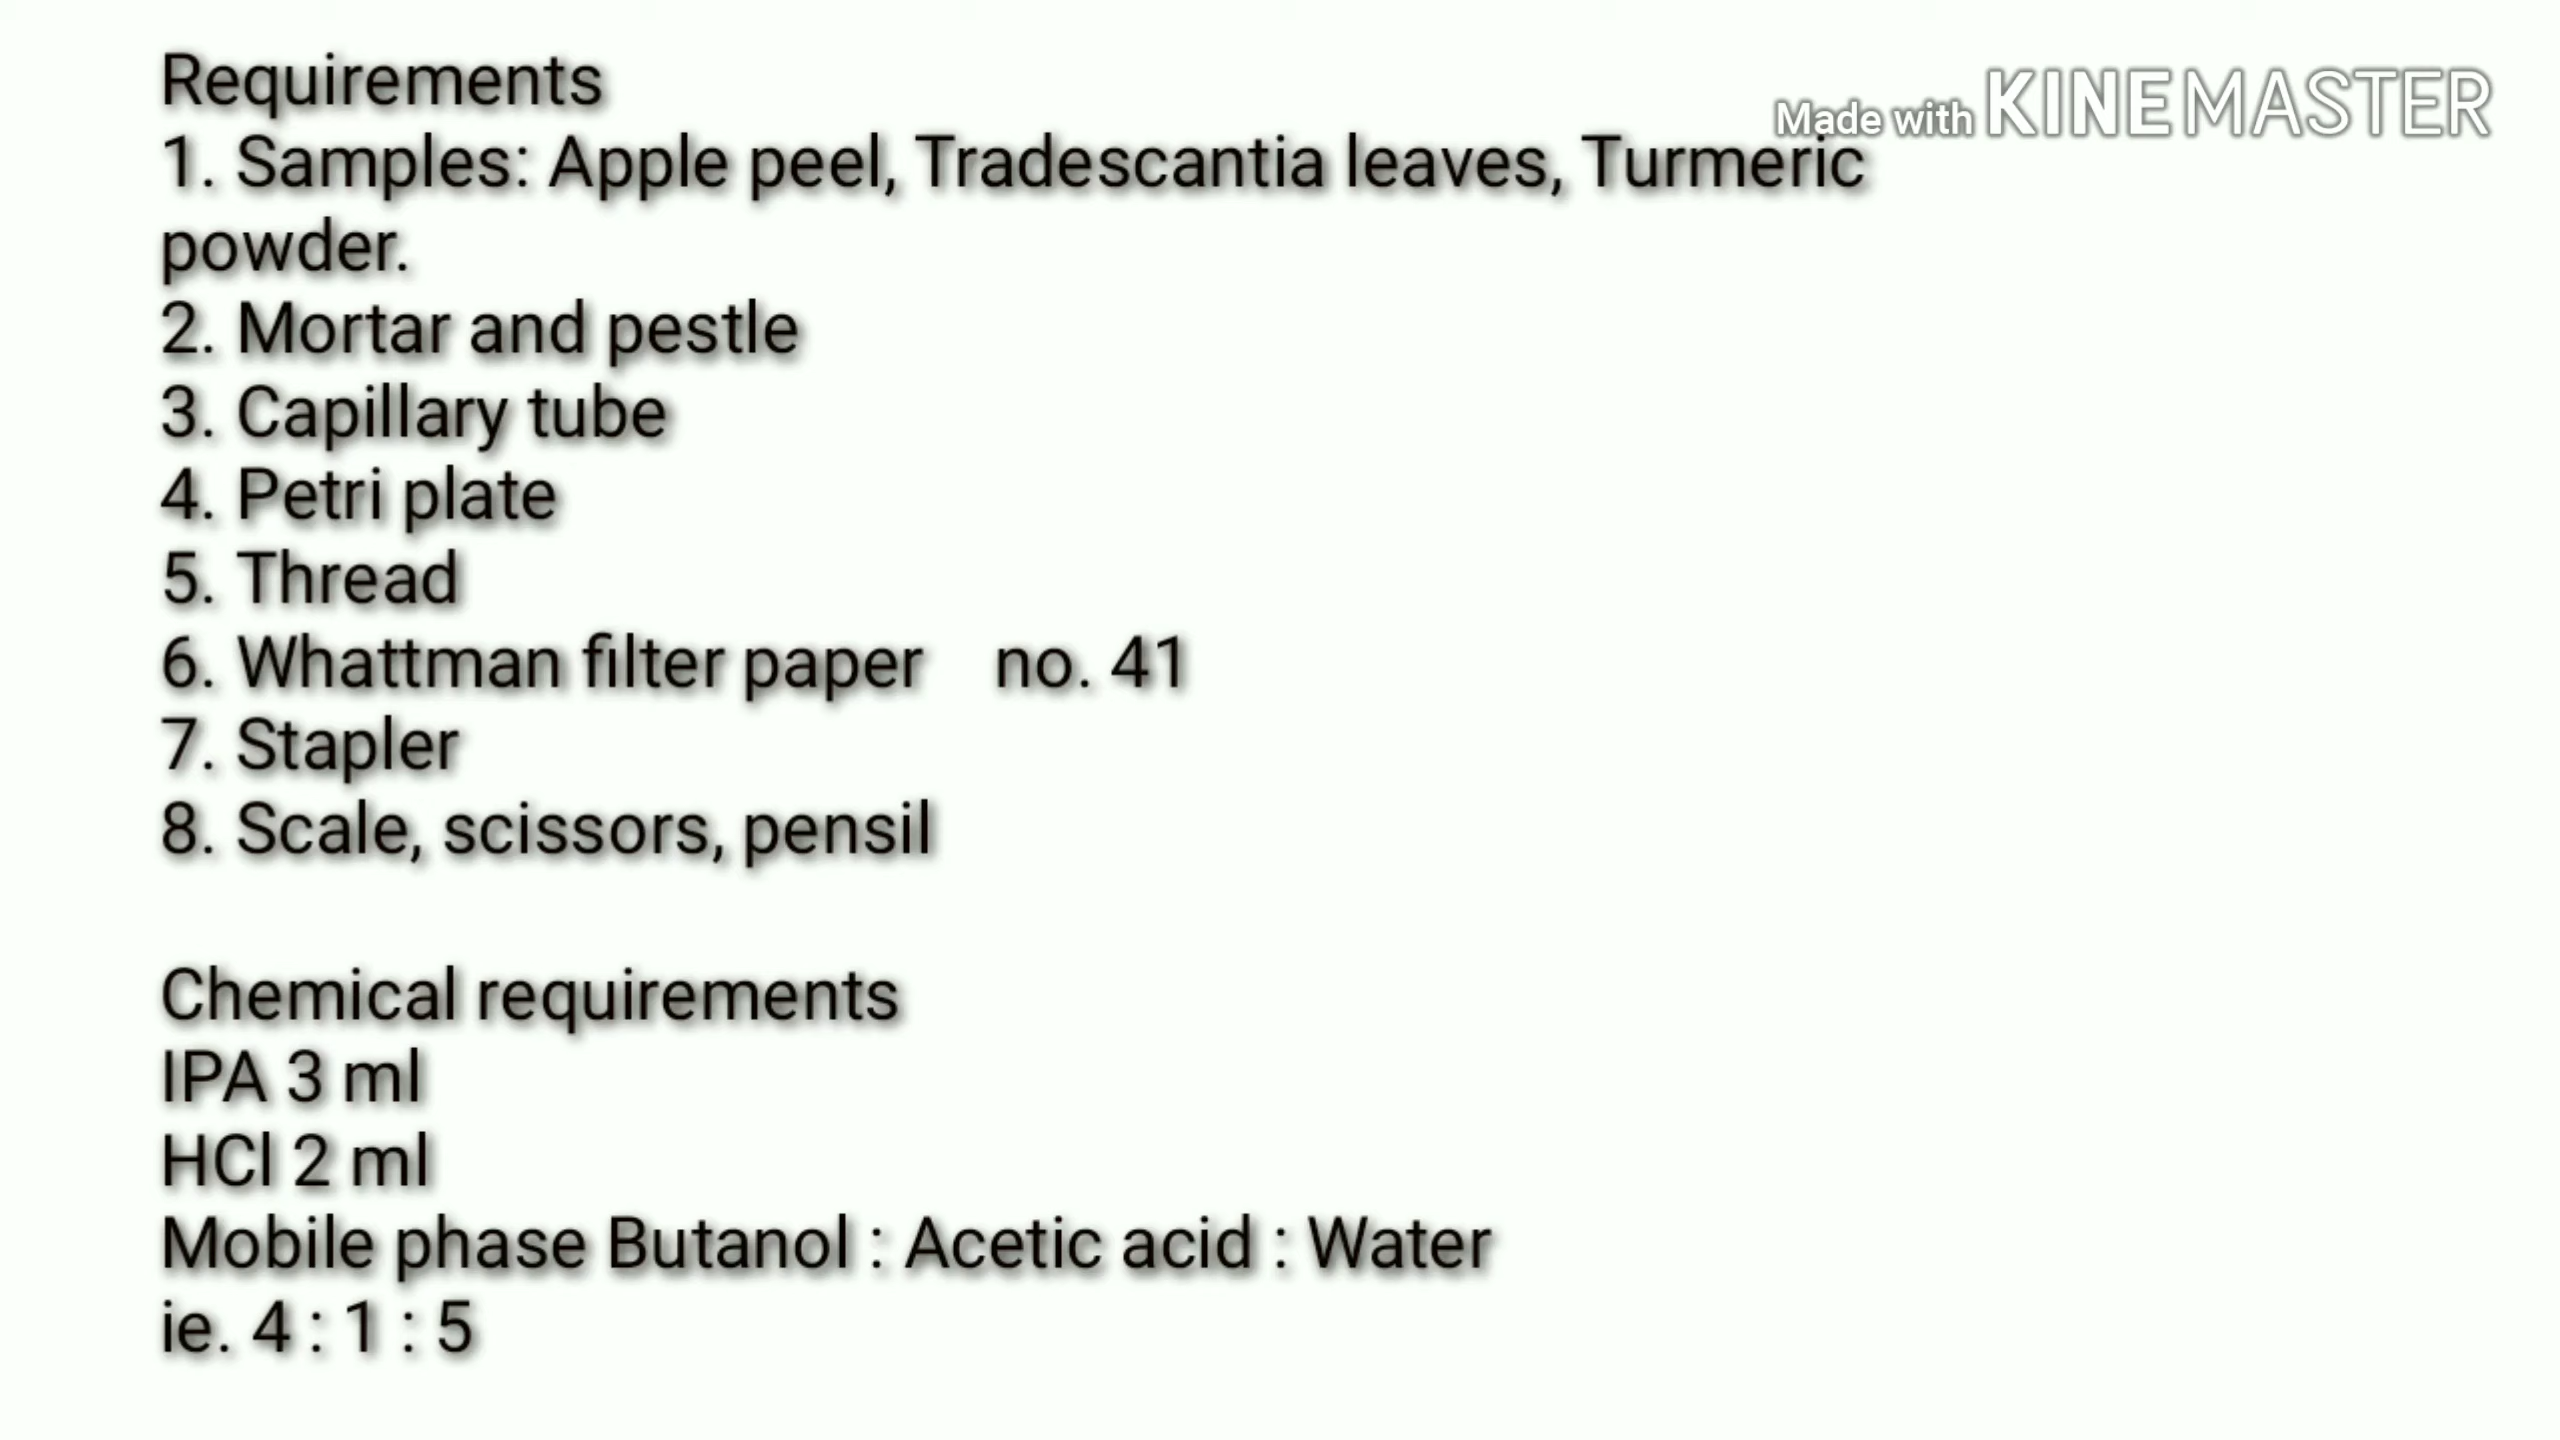 Requirements
Made with KINEMASTER
1. Samples: Apple peel, Tradescantia leaves, Turmeric
powder.
2. Mortar and pestle
3. Capillary tube
4. Petri plate
5. Thread
6. Whattman filter paper    no. 41
7. Stapler
8. Scale, scissors, pensil
Chemical requirements
IPA 3 ml
HCl 2 ml
Mobile phase Butanol : Acetic acid : Water
ie. 4 : 1 : 5